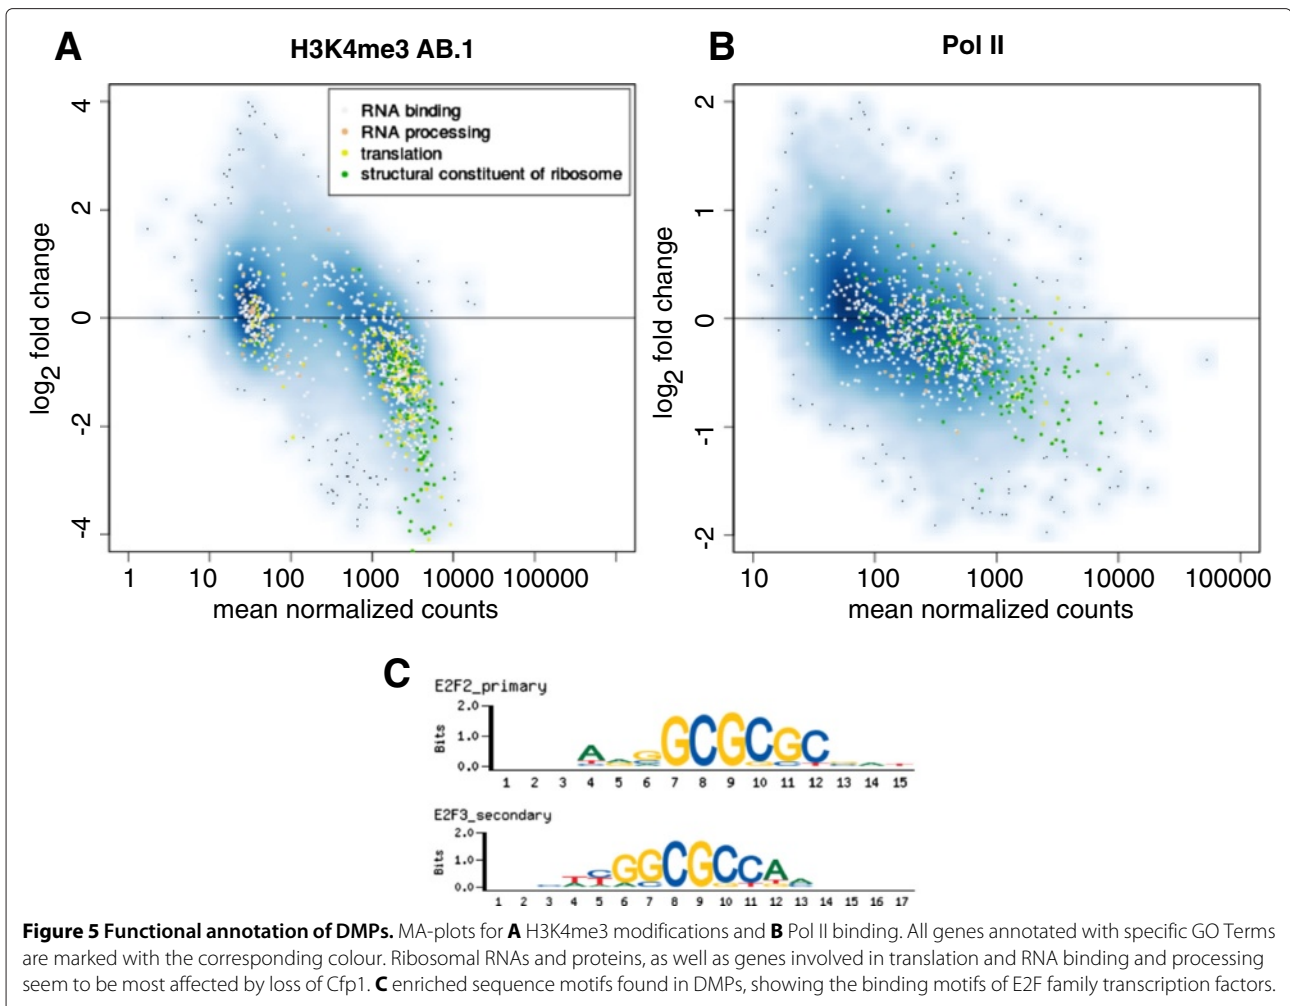 A
H3K4me3 AB.1
B
Pol II
RNA binding
RNA processing
translation
structural constituent of ribosome
log2 fold change
4
2
0
-2
-4
1 10 100 1000 10000 100000
mean normalized counts
log2 fold change
2
1
0
-1
-2
10 100 1000 10000 100000
mean normalized counts
C
E2F2_primary
Bits
2.0
1.0
0.0
A G GCGCGC
1 2 3 4 5 6 7 8 9 10 11 12 13 14 15
E2F3_secondary
Bits
2.0
1.0
0.0
C GGCGCCA
1 2 3 4 5 6 7 8 9 10 11 12 13 14 15 16 17
Figure 5 Functional annotation of DMPs. MA-plots for A H3K4me3 modifications and B Pol II binding. All genes annotated with specific GO Terms
are marked with the corresponding colour. Ribosomal RNAs and proteins, as well as genes involved in translation and RNA binding and processing
seem to be most affected by loss of Cfp1. C enriched sequence motifs found in DMPs, showing the binding motifs of E2F family transcription factors.